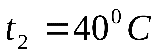 t₂ = 40⁰ C